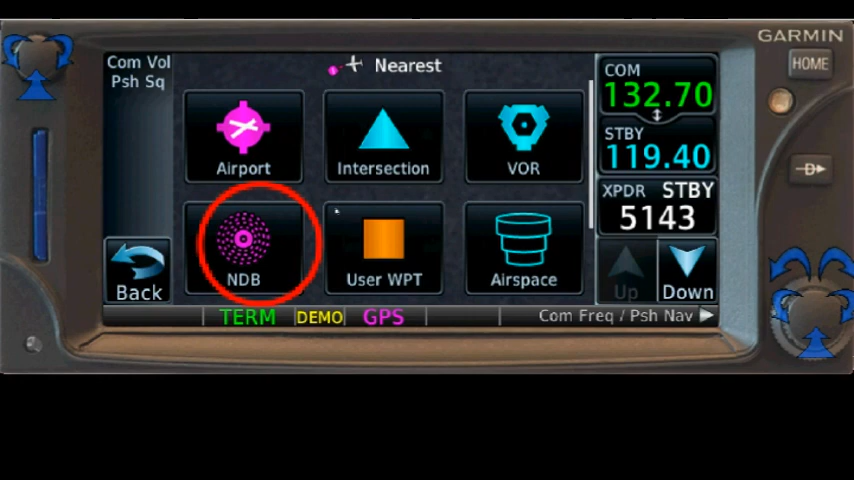 GARMIN
HOME
Com Vol
Psh Sq
Nearest
Airport
Intersection
VOR
NDB
User WPT
Airspace
Back
COM
132.70
STBY
119.40
XPDR STBY
5143
Up
Down
TERM DEMO GPS
Com Freq / Psh Nav
D